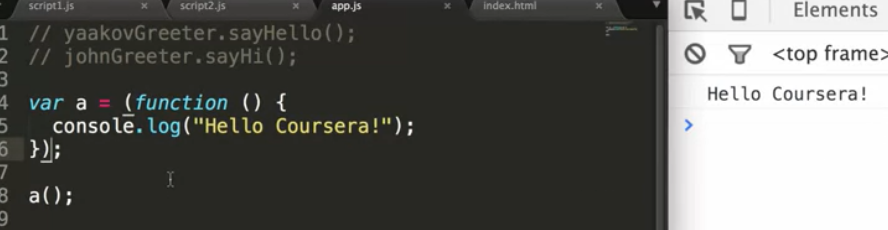 script1.js × script2.js × app.js × index.html × Elements
1 // yaakovGreeter.sayHello();
2 // johnGreeter.sayHi();
3
4 var a = (function () {
5   console.log("Hello Coursera!");
6 });
7
8 a();
9
<top frame>
Hello Coursera!
>